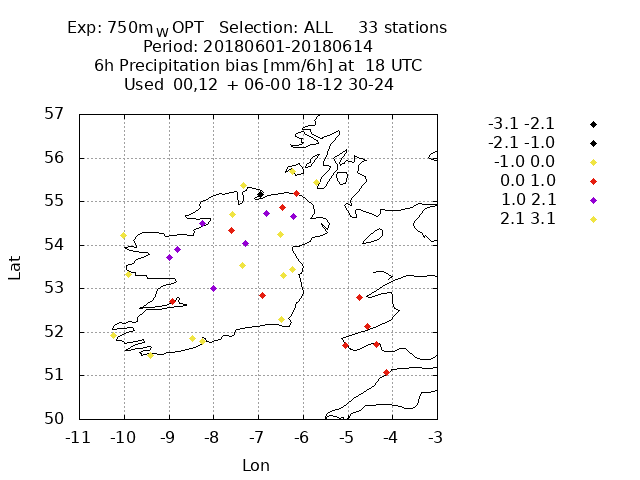 Exp: 750m_W OPT   Selection: ALL     33 stations
Period: 20180601-20180614
6h Precipitation bias [mm/6h] at  18 UTC
Used  00,12  + 06-00 18-12 30-24
57
56
55
54
53
52
51
50
Lat
-11 -10 -9 -8 -7 -6 -5 -4 -3
Lon
-3.1 -2.1
-2.1 -1.0
-1.0 0.0
0.0 1.0
1.0 2.1
2.1 3.1